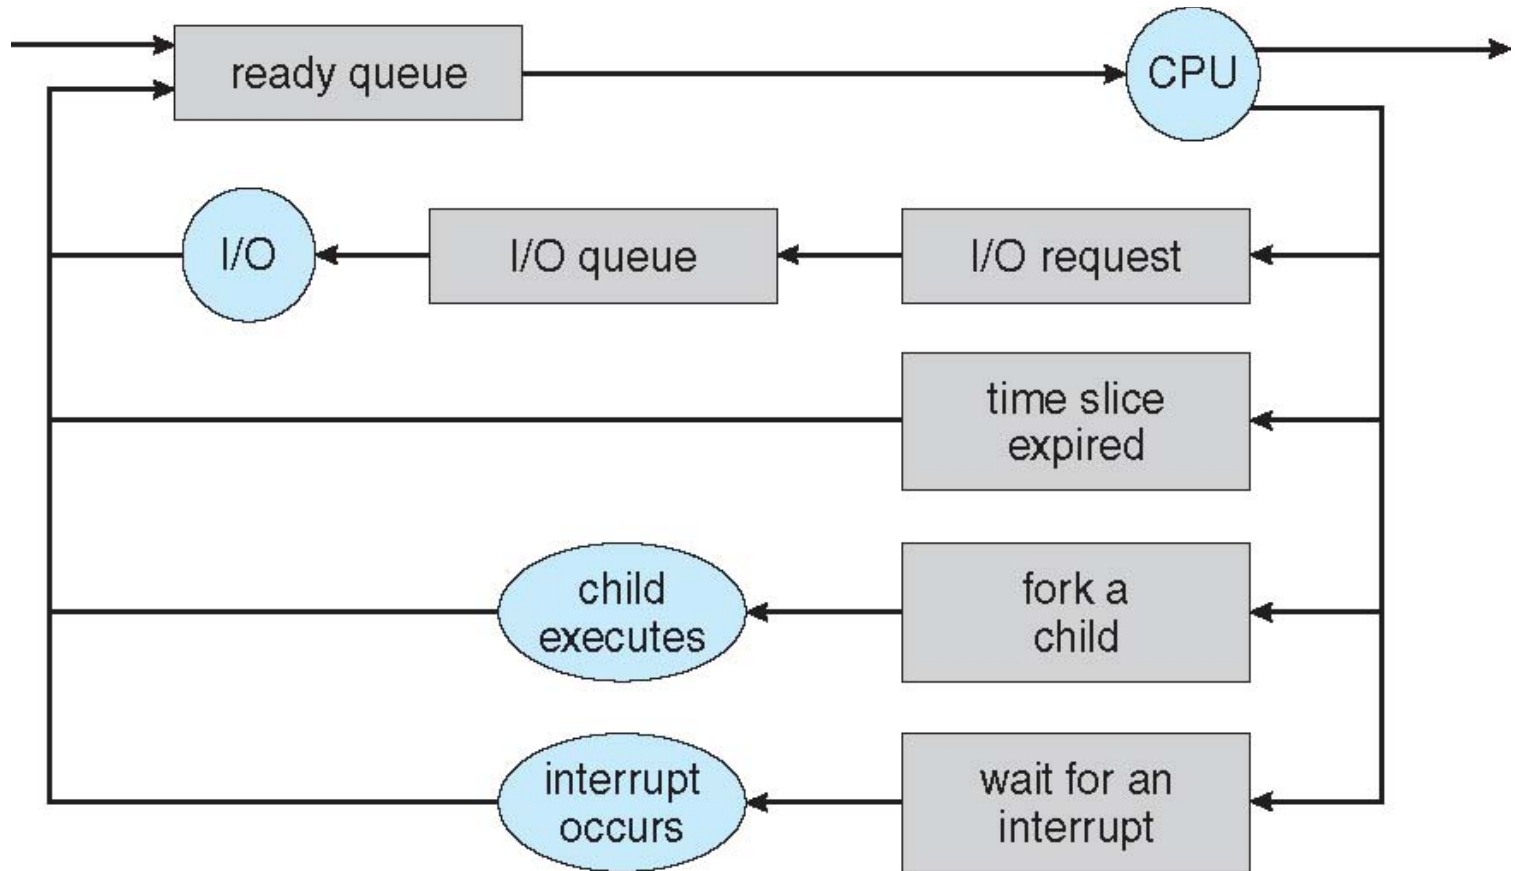 ready queue
CPU
I/O
I/O queue
I/O request
time slice
expired
child
executes
fork a
child
interrupt
occurs
wait for an
interrupt